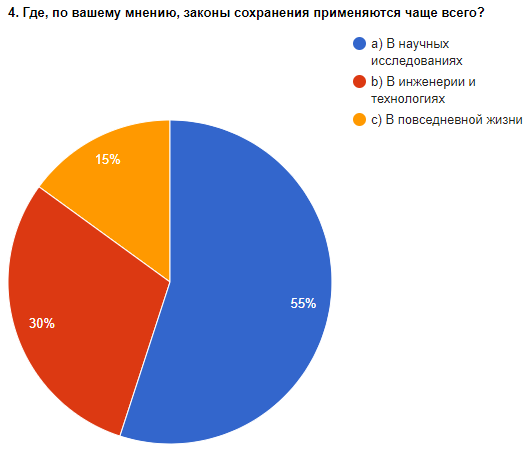 4. Где, по вашему мнению, законы сохранения применяются чаще всего?
a) В научных
исследованиях
b) В инженерии и
технологиях
c) В повседневной жизни
15%
55%
30%